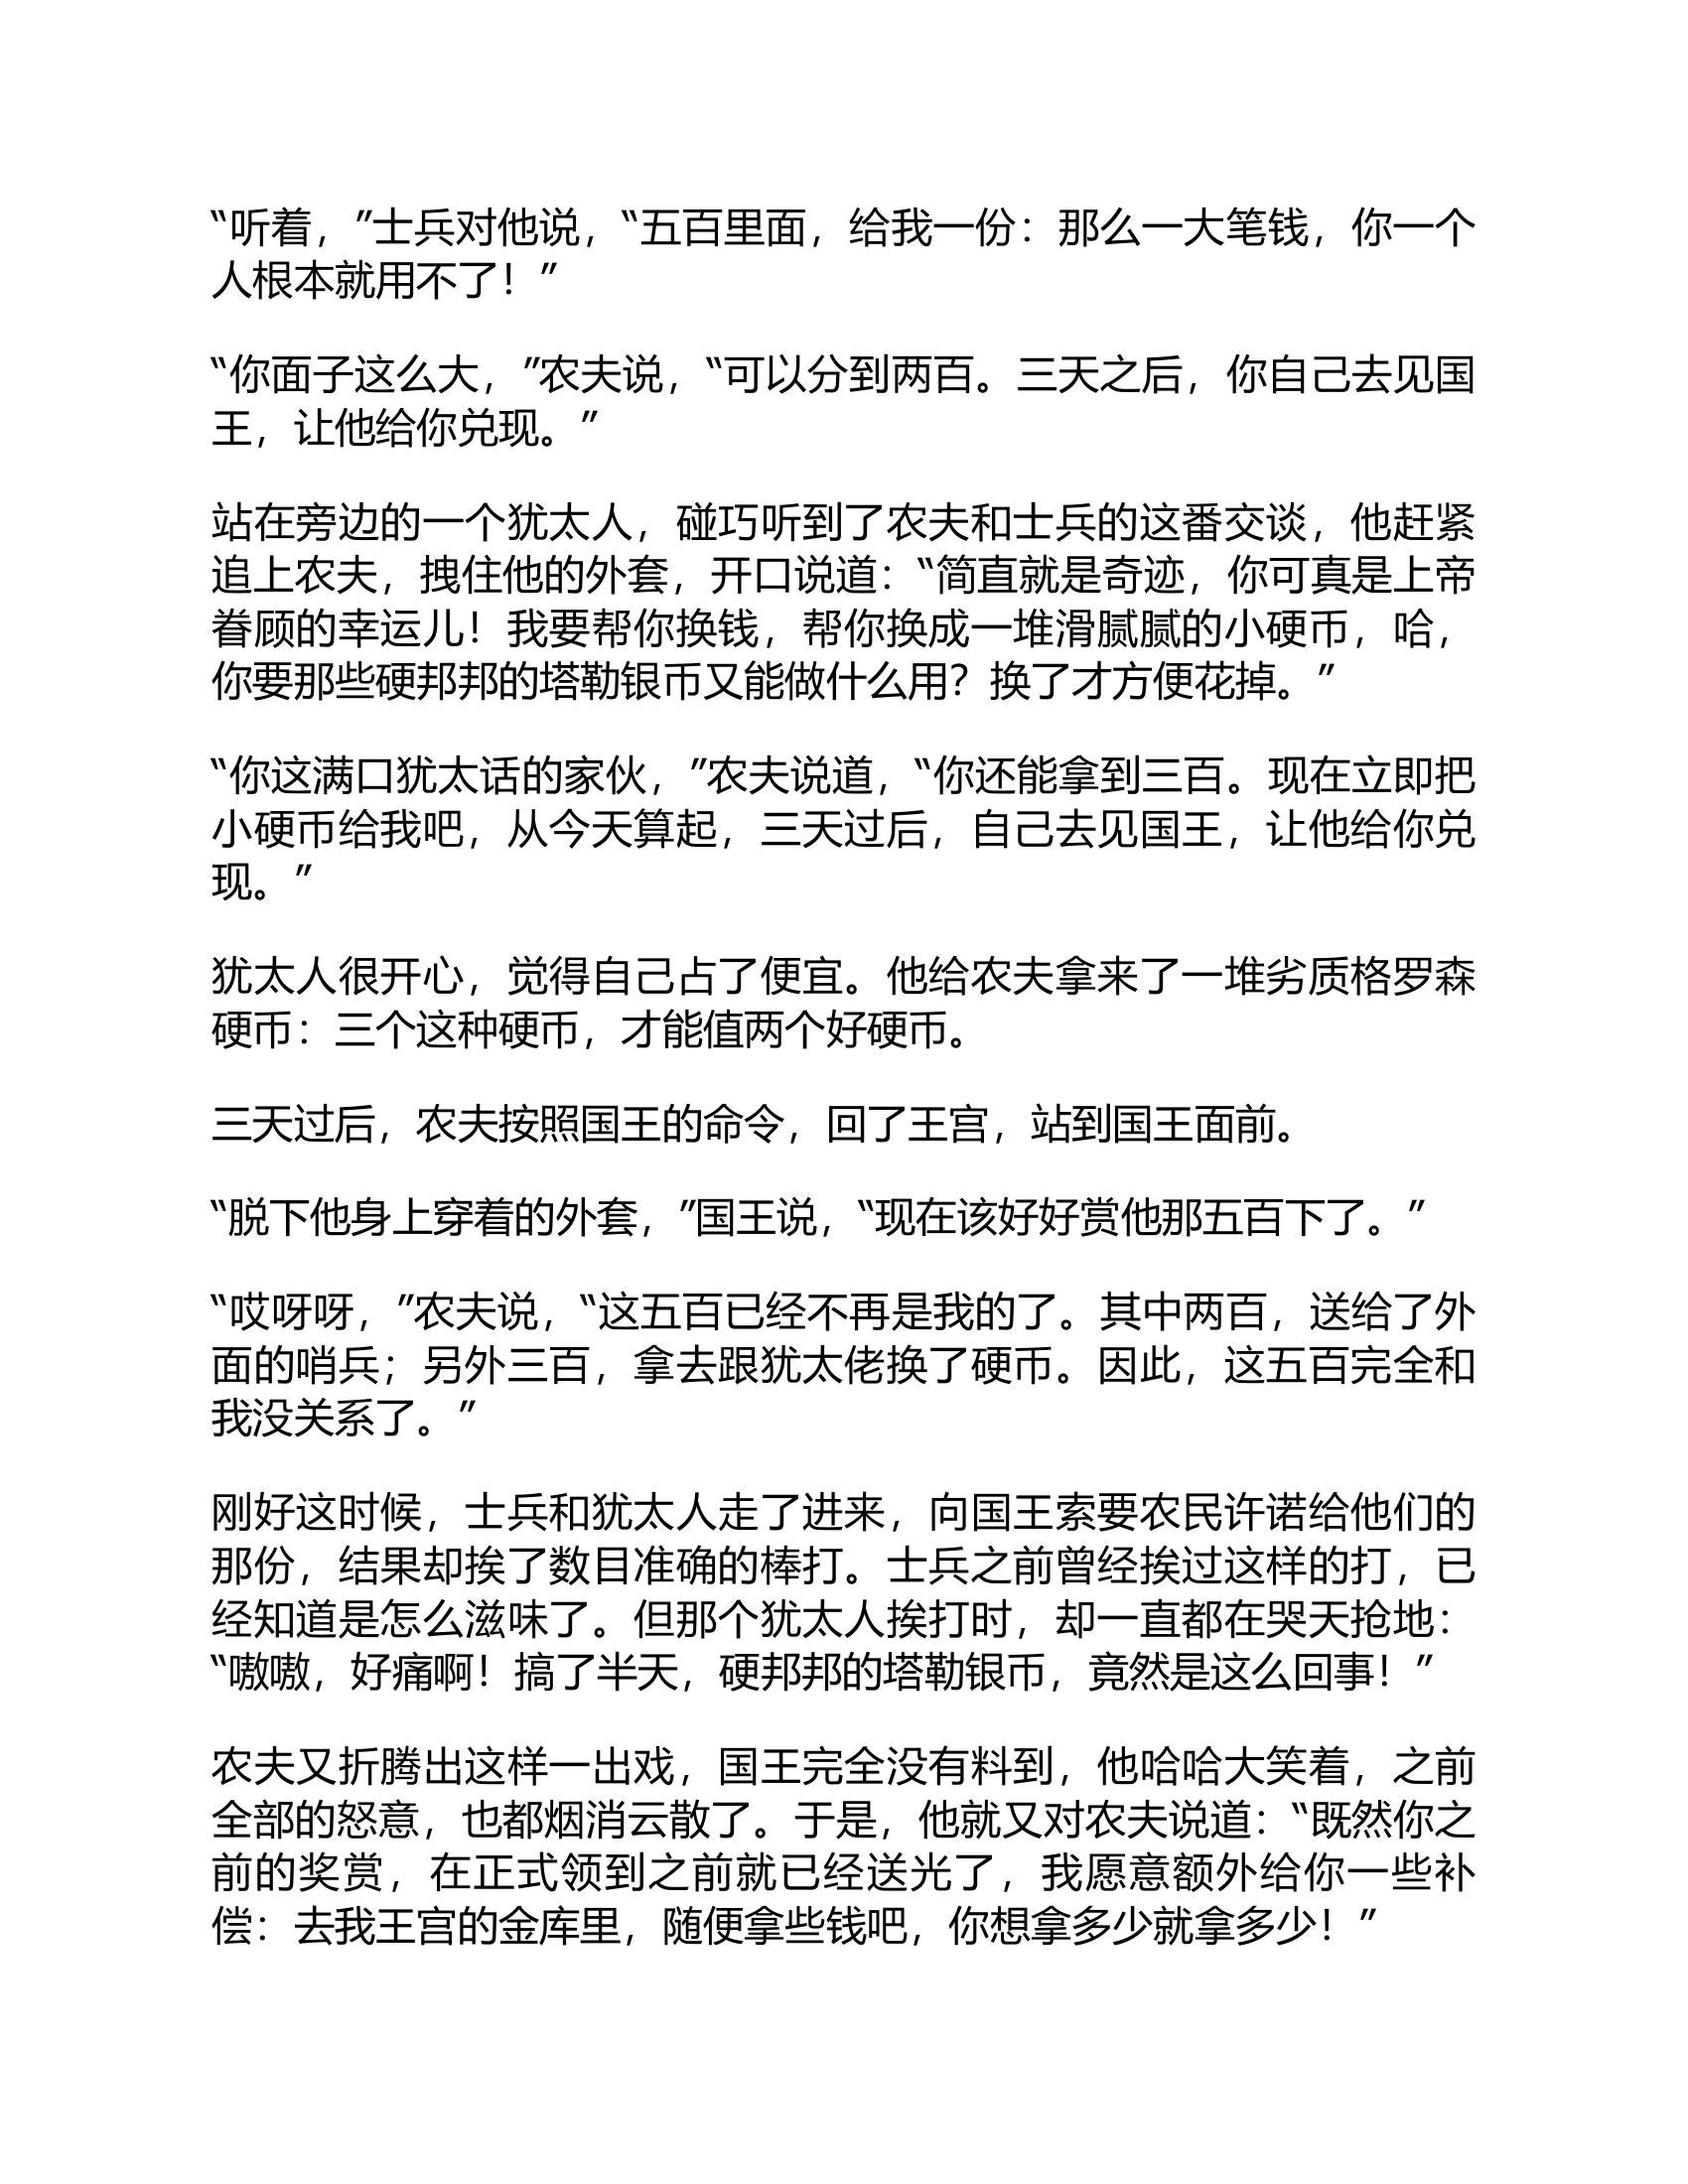 “听着，”士兵对他说，“五百里面，给我一份：那么一大笔钱，你一个
人根本就用不了！”
“你面子这么大，”农夫说，“可以分到两百。三天之后，你自己去见国
王，让他给你兑现。”
站在旁边的一个犹太人，碰巧听到了农夫和士兵的这番交谈，他赶紧
追上农夫，拽住他的外套，开口说道：“简直就是奇迹，你可真是上帝
眷顾的幸运儿！我要帮你换钱，帮你换成一堆滑腻腻的小硬币，哈，
你要那些硬邦邦的塔勒银币又能做什么用？换了才方便花掉。”
“你这满口犹太话的家伙，”农夫说道，“你还能拿到三百。现在立即把
小硬币给我吧，从今天算起，三天过后，自己去见国王，让他给你兑
现。”
犹太人很开心，觉得自己占了便宜。他给农夫拿来了一堆劣质格罗森
硬币：三个这种硬币，才能值两个好硬币。
三天过后，农夫按照国王的命令，回了王宫，站到国王面前。
“脱下他身上穿着的外套，”国王说，“现在该好好赏他那五百下了。”
“哎呀呀，”农夫说，“这五百已经不再是我的了。其中两百，送给了外
面的哨兵；另外三百，拿去跟犹太佬换了硬币。因此，这五百完全和
我没关系了。”
刚好这时候，士兵和犹太人走了进来，向国王索要农民许诺给他们的
那份，结果却挨了数目准确的棒打。士兵之前曾经挨过这样的打，已
经知道是怎么滋味了。但那个犹太人挨打时，却一直都在哭天抢地：
“嗷嗷，好痛啊！搞了半天，硬邦邦的塔勒银币，竟然是这么回事！”
农夫又折腾出这样一出戏，国王完全没有料到，他哈哈大笑着，之前
全部的怒意，也都烟消云散了。于是，他就又对农夫说道：“既然你之
前的奖赏，在正式领到之前就已经送光了，我愿意额外给你一些补
偿：去我王宫的金库里，随便拿些钱吧，你想拿多少就拿多少！”